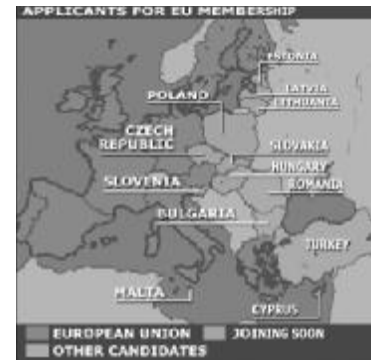 APPLICANTS FOR EU MEMBERSHIP
ESTONIA
LATVIA
POLAND
LITHUANIA
CZECH
REPUBLIC
SLOVAKIA
HUNGARY
SLOVENIA
ROMANIA
BULGARIA
TURKEY
MALTA
CYPRUS
EUROPEAN UNION
JOINING SOON
OTHER CANDIDATES